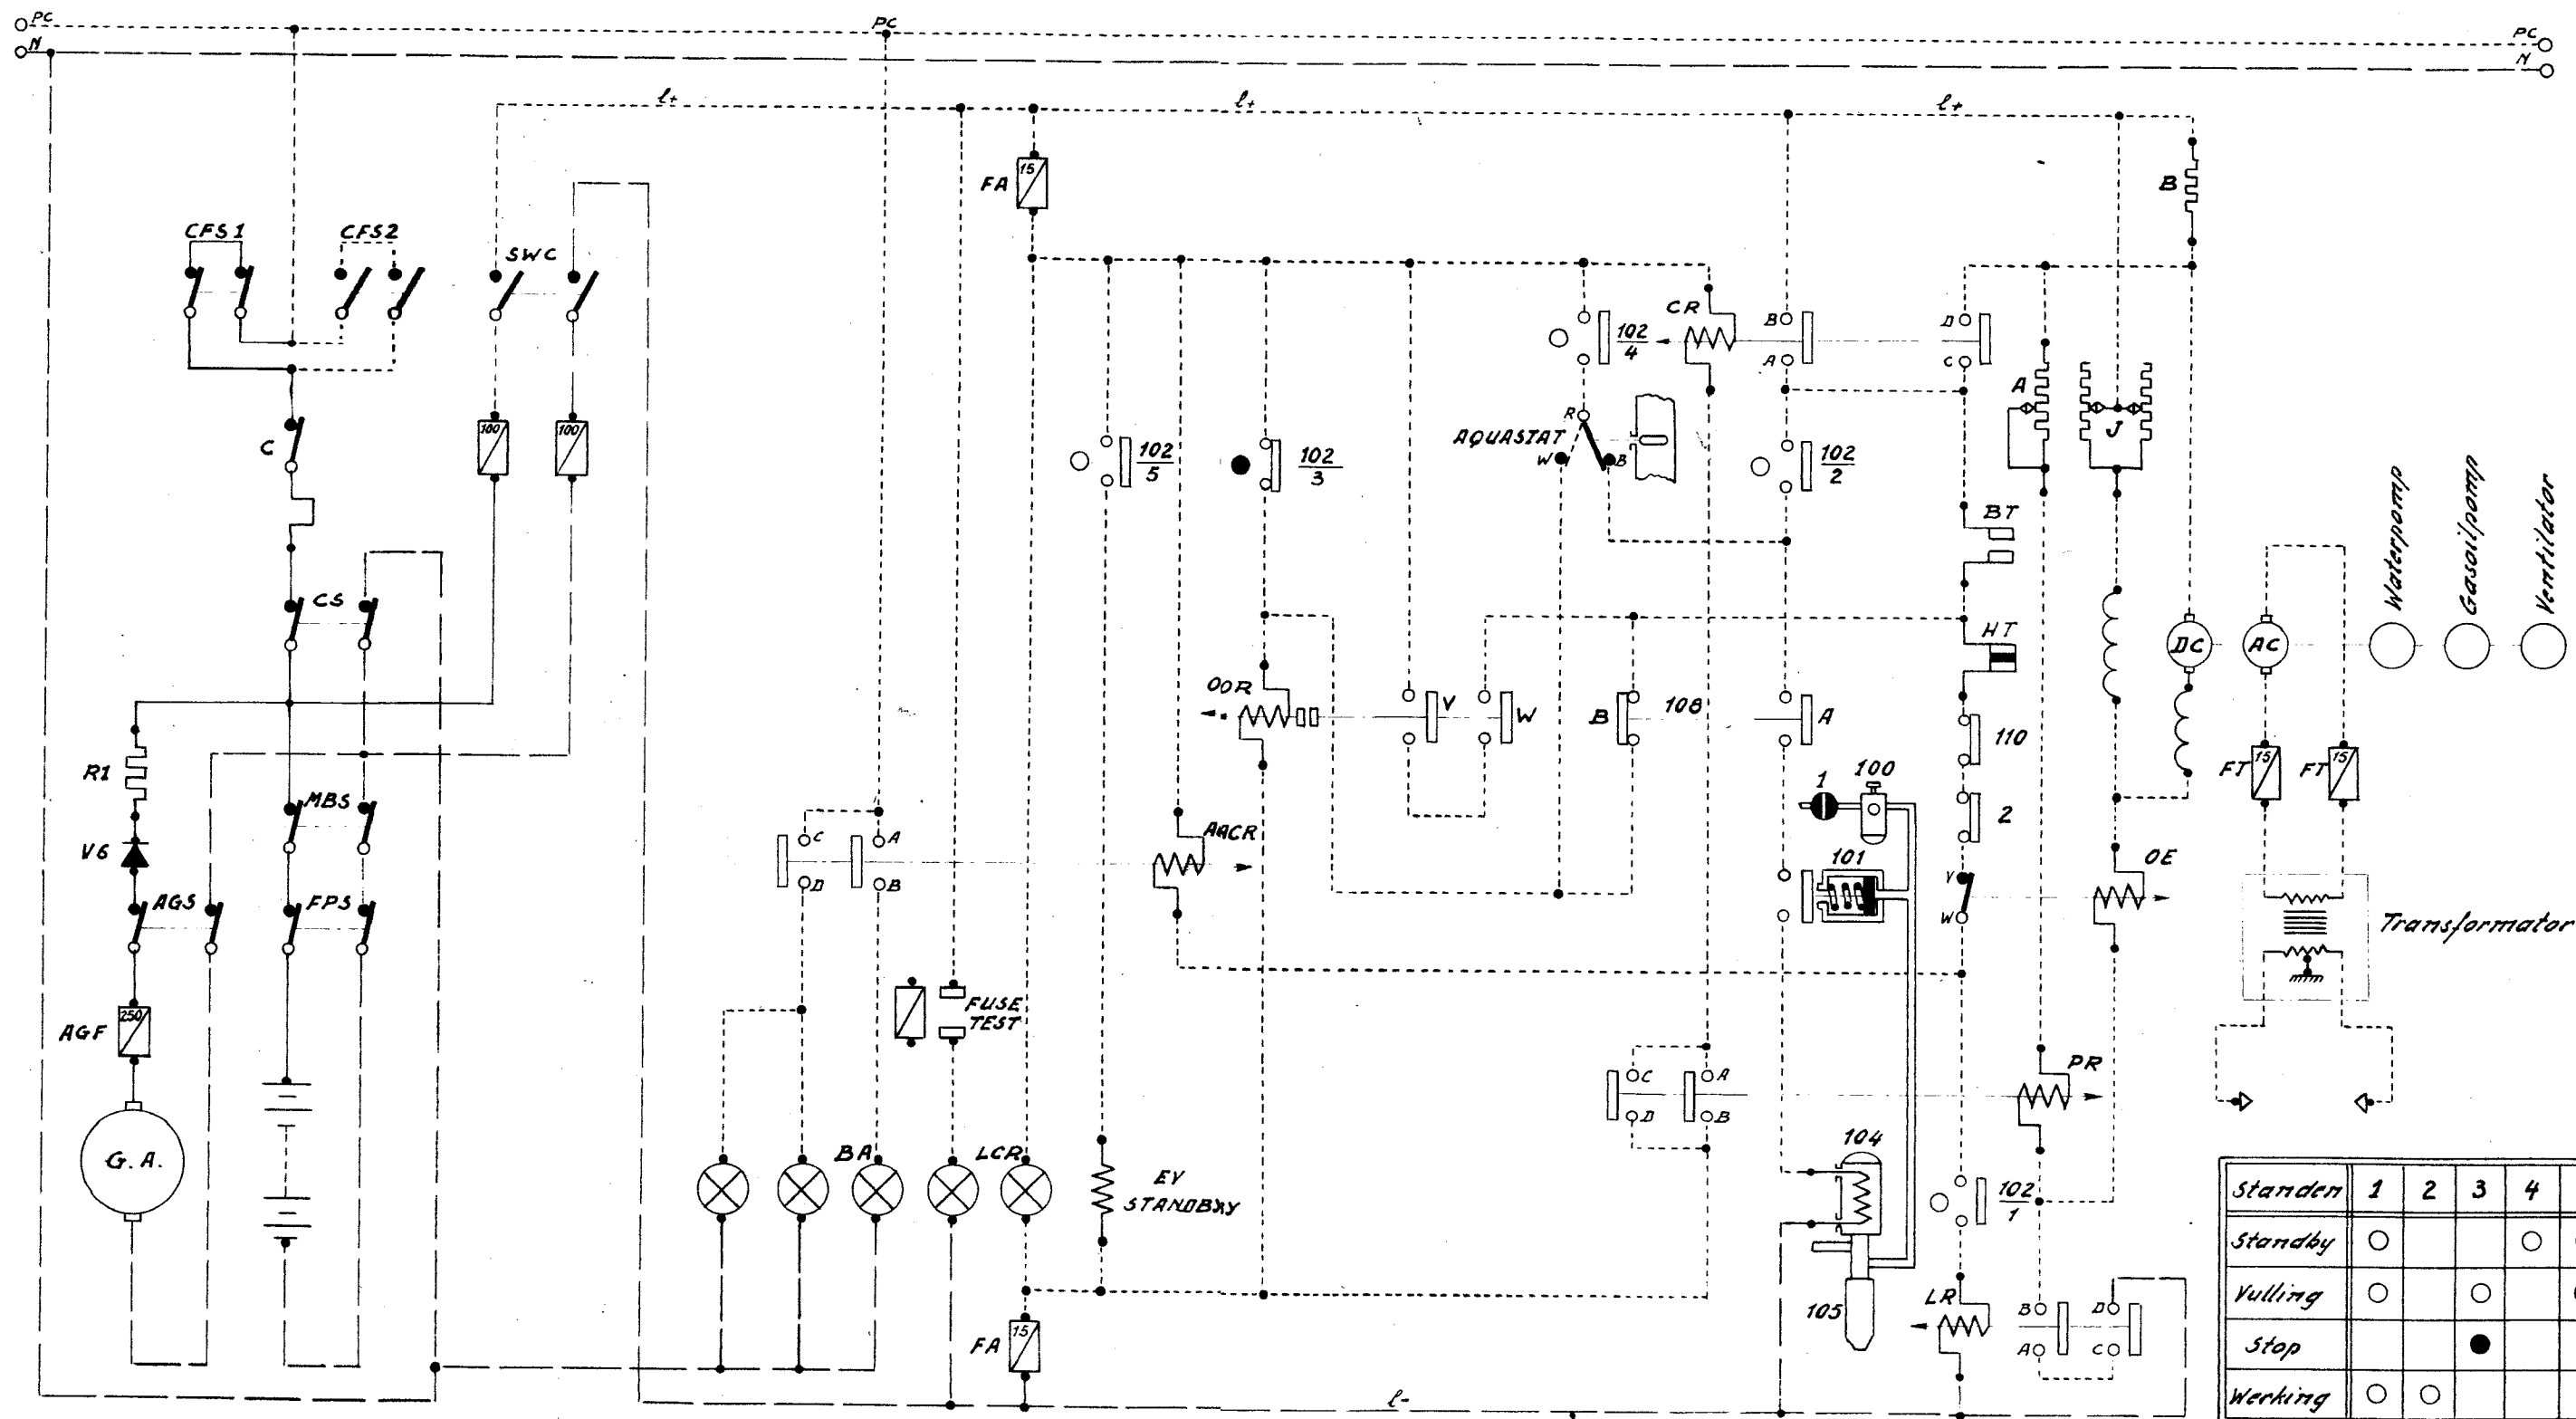 PC PC PC
N N
l+ l+ l+
FA 15
B
CFS1 CFS2 SWC
CR B D
102/4
A C
A
100 100
R
AQUASTAT
W B
J
C
102/5 102/3 102/2
BT
CS
Waterpomp Gasoilpomp Ventilator
HT
DC AC
OOR V W B 108 A
110
R1
FT 15 FT 15
MBS
1 100
2
C A AACR
V6
101
OE
D B
V
W
AGS FPS
Transformator
FUSE TEST
AGF 250
PR
C A
D B
G. A.
BA LCR
104
EV STANDBY
102/1
105
LR
B D
A C
FA 15
l-
Standen 1 2 3 4
Standby
Vulling
Stop
Werking